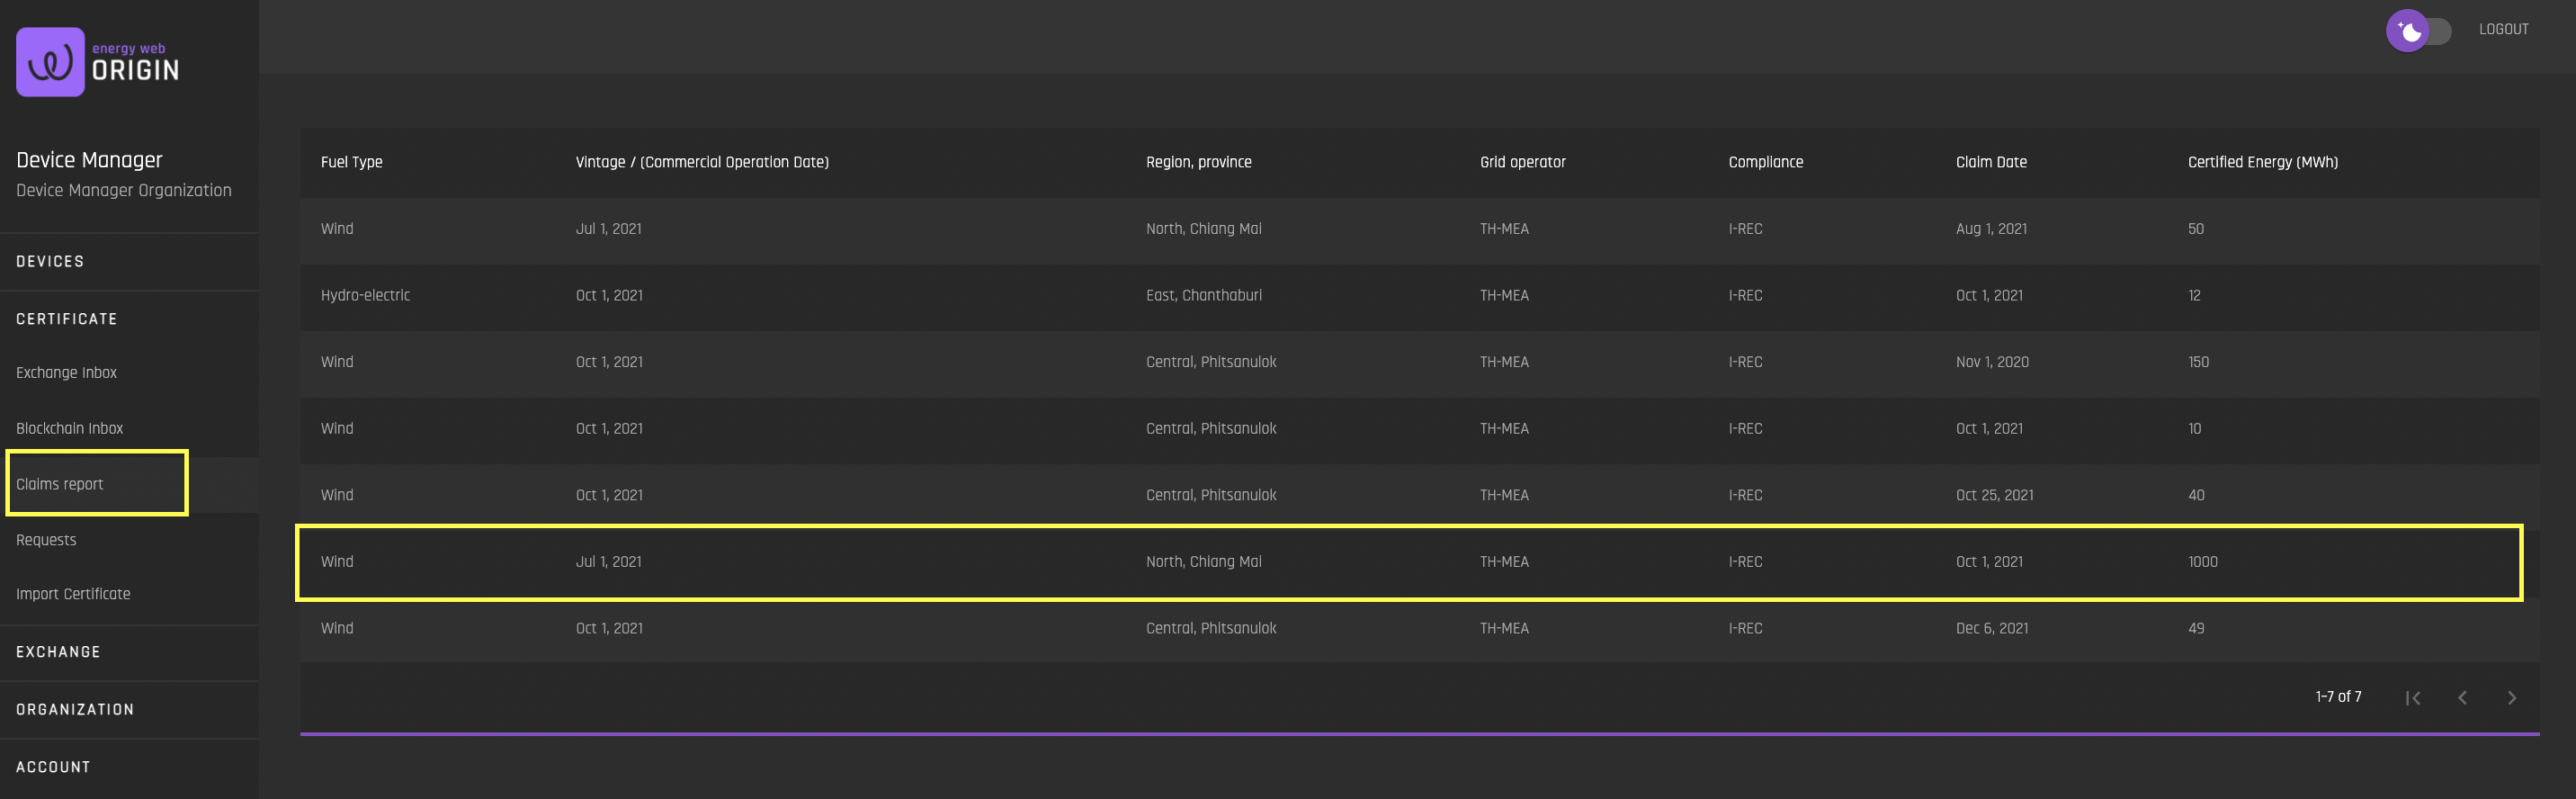 energy web
ORIGIN
LOGOUT
Device Manager
Device Manager Organization
DEVICES
CERTIFICATE
Exchange Inbox
Blockchain Inbox
Claims report
Requests
Import Certificate
EXCHANGE
ORGANIZATION
ACCOUNT
Fuel Type Vintage / (Commercial Operation Date) Region, province Grid operator Compliance Claim Date Certified Energy (MWh)
Wind Jul 1, 2021 North, Chiang Mai TH-MEA I-REC Aug 1, 2021 50
Hydro-electric Oct 1, 2021 East, Chanthaburi TH-MEA I-REC Oct 1, 2021 12
Wind Oct 1, 2021 Central, Phitsanulok TH-MEA I-REC Nov 1, 2020 150
Wind Oct 1, 2021 Central, Phitsanulok TH-MEA I-REC Oct 1, 2021 10
Wind Oct 1, 2021 Central, Phitsanulok TH-MEA I-REC Oct 25, 2021 40
Wind Jul 1, 2021 North, Chiang Mai TH-MEA I-REC Oct 1, 2021 1000
Wind Oct 1, 2021 Central, Phitsanulok TH-MEA I-REC Dec 6, 2021 49
1-7 of 7